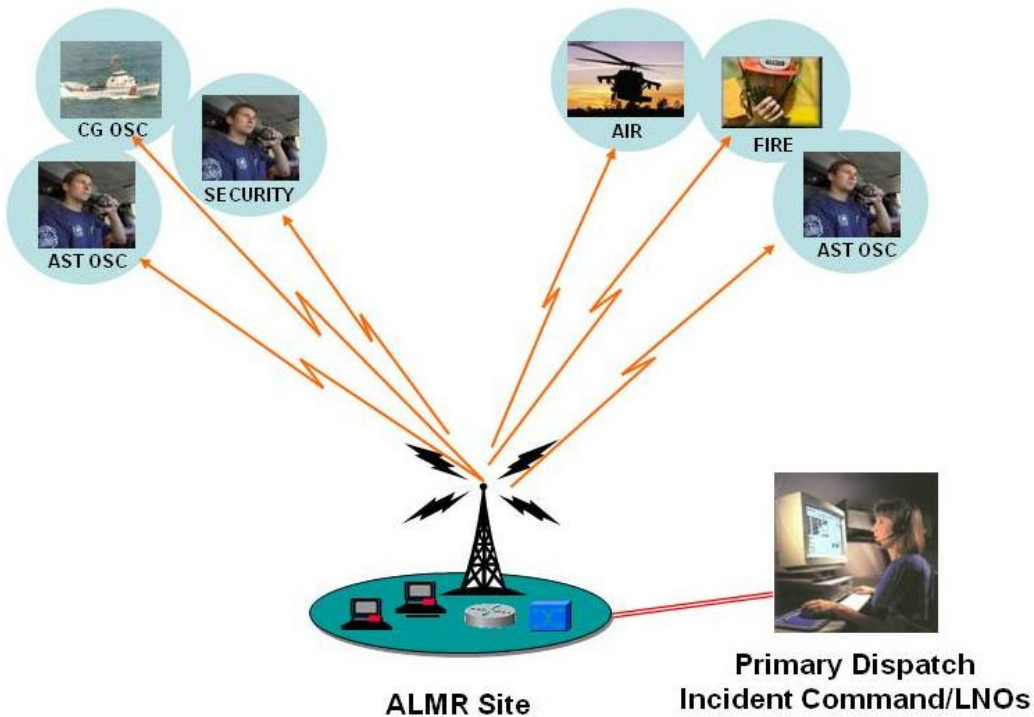 CG OSC
SECURITY
AST OSC
AIR
FIRE
AST OSC
ALMR Site
Primary Dispatch
Incident Command/LNOs